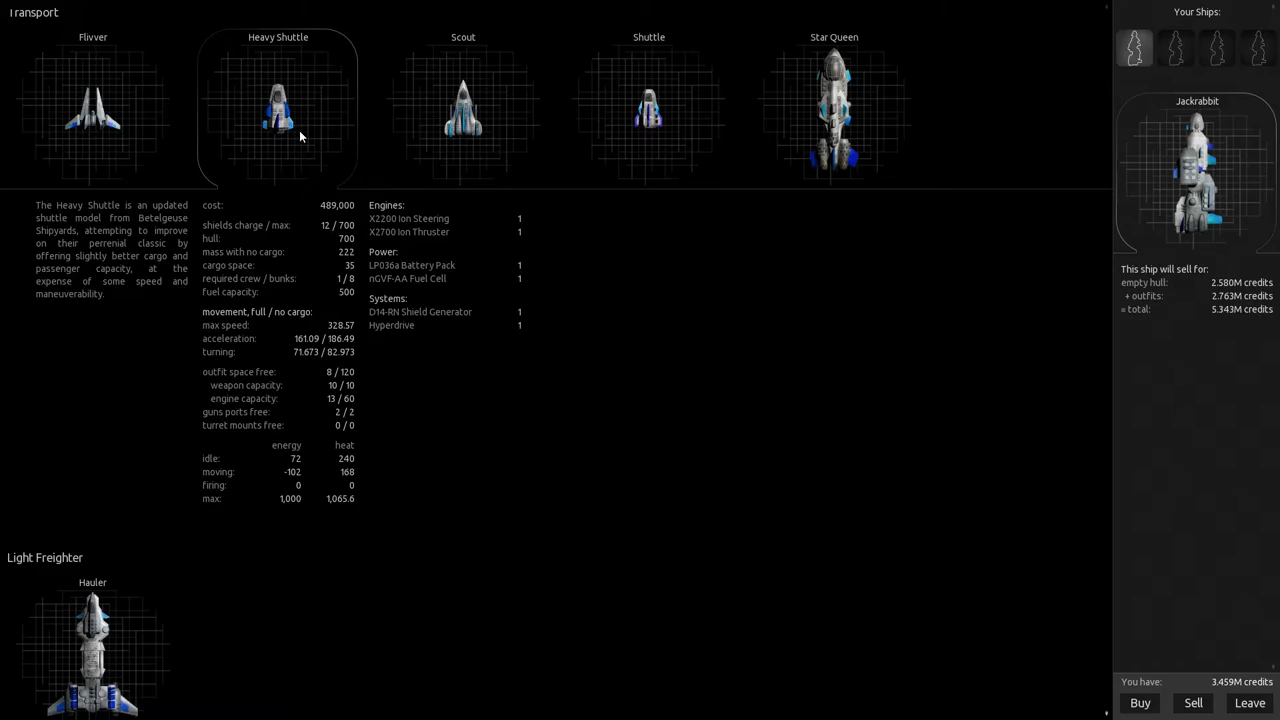 Transport
Flivver
Heavy Shuttle
Scout
Shuttle
Star Queen
The Heavy Shuttle is an updated
shuttle model from Betelgeuse
Shipyards, attempting to improve
on their perrenial classic by
offering slightly better cargo and
passenger capacity, at the
expense of some speed and
maneuverability.
cost: 489,000
shields charge / max: 12 / 700
hull: 700
mass with no cargo: 222
cargo space: 35
required crew / bunks: 1 / 8
fuel capacity: 500
movement, full / no cargo:
max speed: 328.57
acceleration: 161.09 / 186.49
turning: 71.673 / 82.973
outfit space free: 8 / 120
weapon capacity: 10 / 10
engine capacity: 13 / 60
guns ports free: 2 / 2
turret mounts free: 0 / 0
energy heat
idle: 72 240
moving: -102 168
firing: 0 0
max: 1,000 1,065.6
Engines:
X2200 Ion Steering 1
X2700 Ion Thruster 1
Power:
LP036a Battery Pack 1
nGVF-AA Fuel Cell 1
Systems:
D14-RN Shield Generator 1
Hyperdrive 1
Light Freighter
Hauler
Your Ships:
Jackrabbit
This ship will sell for:
empty hull: 2.580M credits
+ outfits: 2.763M credits
= total: 5.343M credits
You have: 3.459M credits
Buy
Sell
Leave